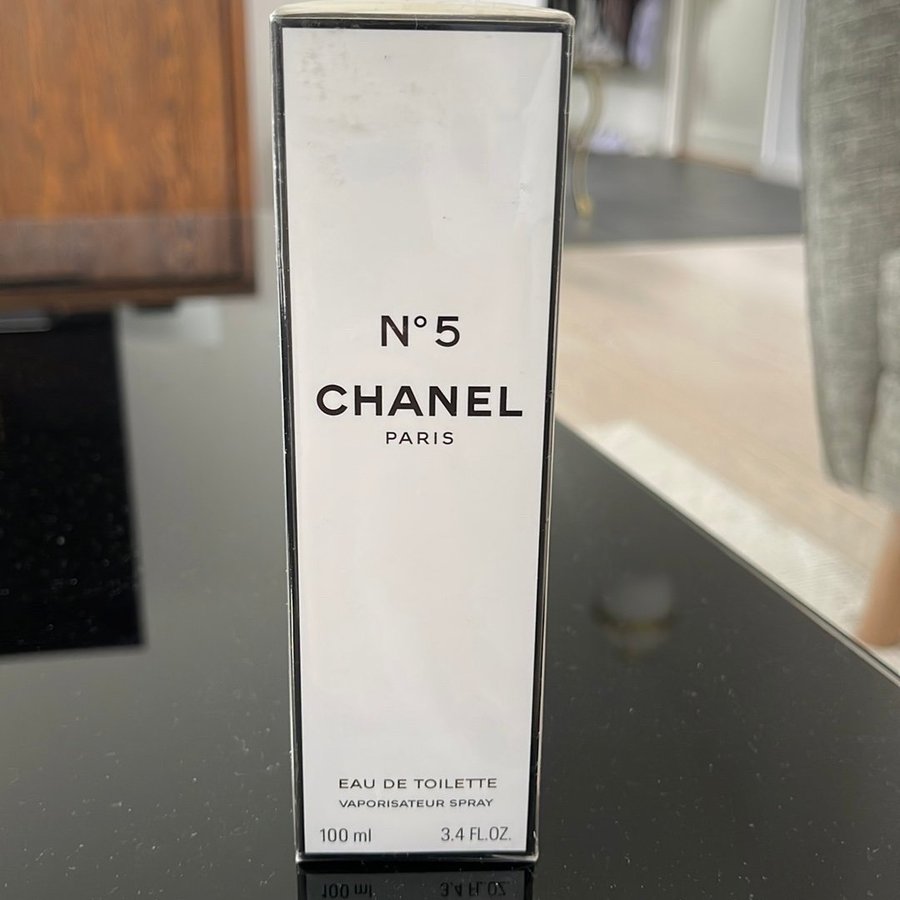 N°5
CHANEL
PARIS
EAU DE TOILETTE
VAPORISATEUR SPRAY
100 ml 3.4 FL.OZ.